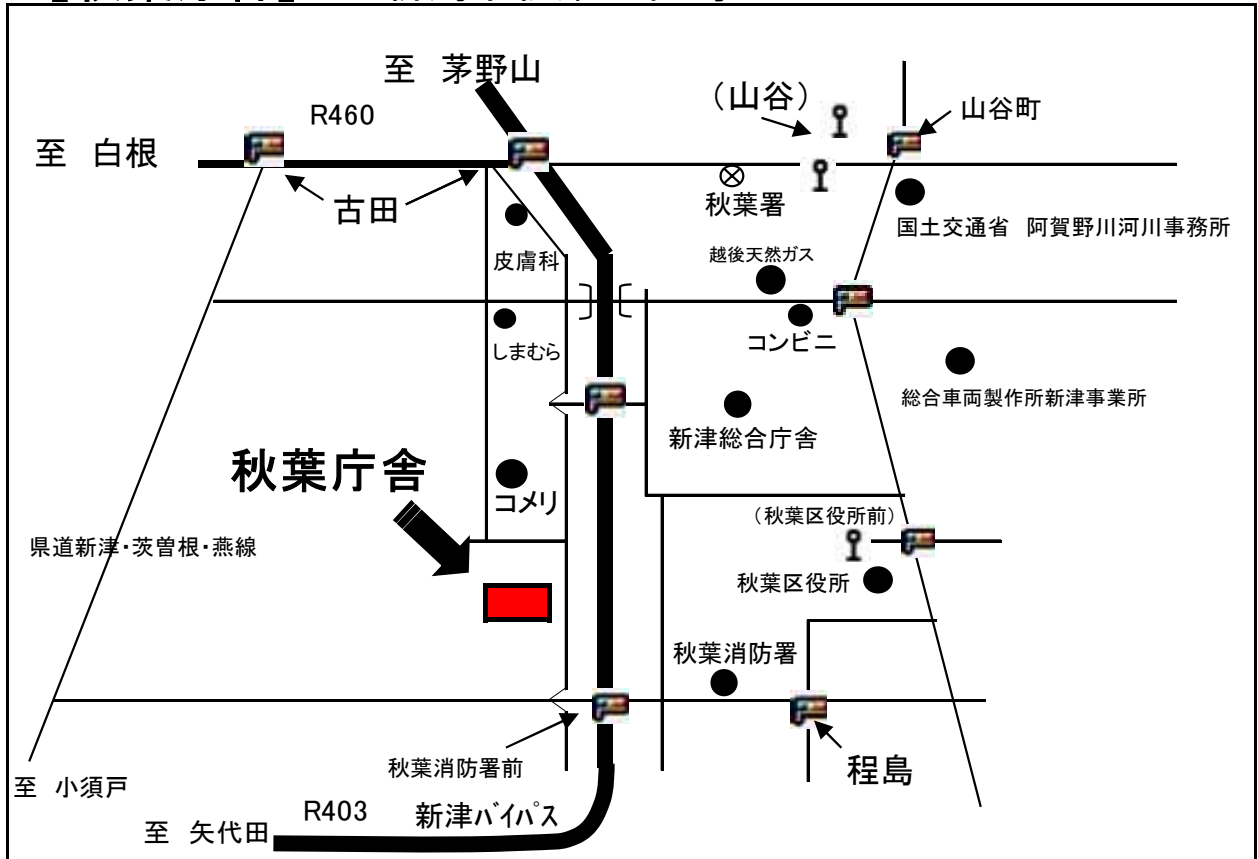 至 茅野山
R460
(山谷)
山谷町
至 白根
古田
秋葉署
国土交通省 阿賀野川河川事務所
皮膚科
越後天然ガス
しまむら
コンビニ
総合車両製作所新津事業所
新津総合庁舎
秋葉庁舎
コメリ
(秋葉区役所前)
県道新津・茨曽根・燕線
秋葉区役所
秋葉消防署
秋葉消防署前
程島
至 小須戸
R403 新津バイパス
至 矢代田